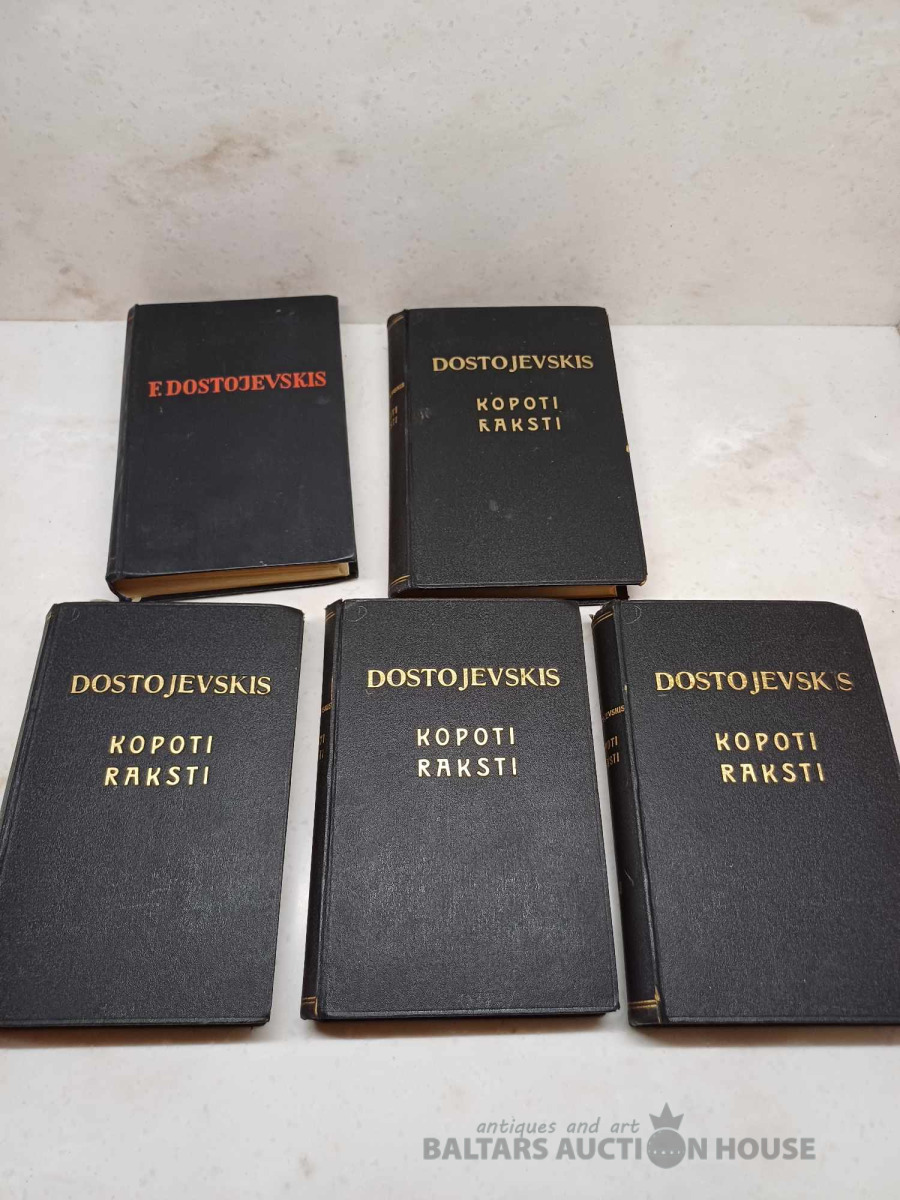 F. DOSTOJEVSKIS
DOSTOJEVSKIS
KOPOTI
RAKSTI
DOSTOJEVSKIS
KOPOTI
RAKSTI
DOSTOJEVSKIS
KOPOTI
RAKSTI
DOSTOJEVSKIS
KOPOTI
RAKSTI
antiques and art
BALTARS AUCTION HOUSE